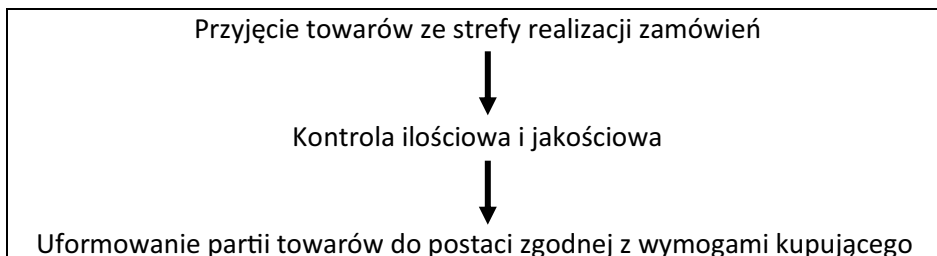 Przyjęcie towarów ze strefy realizacji zamówień
Kontrola ilościowa i jakościowa
Uformowanie partii towarów do postaci zgodnej z wymogami kupującego